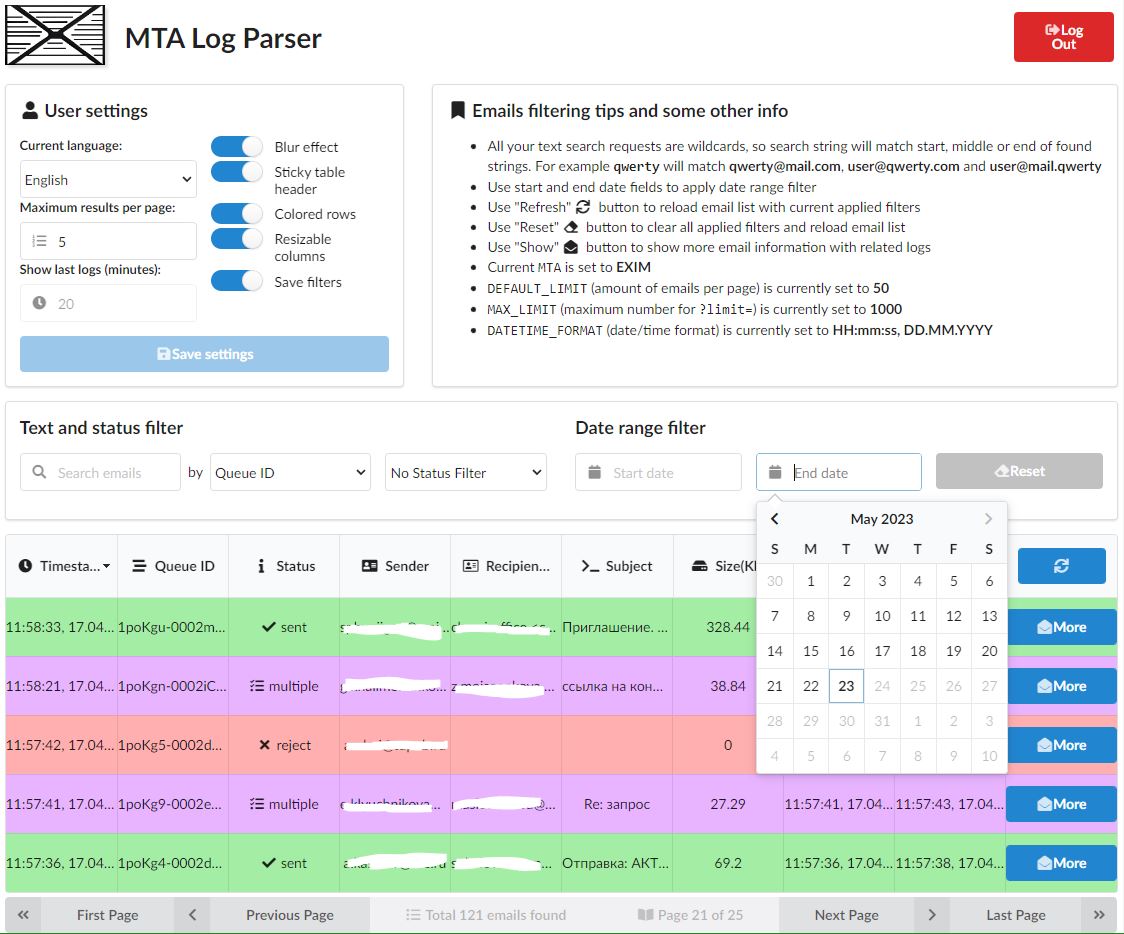 MTA Log Parser
Log
Out
User settings
Current language:
English
Maximum results per page:
5
Show last logs (minutes):
20
Blur effect
Sticky table
header
Colored rows
Resizable
columns
Save filters
Save settings
Emails filtering tips and some other info
All your text search requests are wildcards, so search string will match start, middle or end of found
strings. For example qwerty will match qwerty@mail.com, user@qwerty.com and user@mail.qwerty
Use start and end date fields to apply date range filter
Use "Refresh" button to reload email list with current applied filters
Use "Reset" button to clear all applied filters and reload email list
Use "Show" button to show more email information with related logs
Current MTA is set to EXIM
DEFAULT_LIMIT (amount of emails per page) is currently set to 50
MAX_LIMIT (maximum number for ?limit=) is currently set to 1000
DATETIME_FORMAT (date/time format) is currently set to HH:mm:ss, DD.MM.YYYY
Text and status filter
Date range filter
Search emails by Queue ID No Status Filter Start date End date Reset
May 2023
S M T W T F S
30 1 2 3 4 5 6
7 8 9 10 11 12 13
14 15 16 17 18 19 20
21 22 23 24 25 26 27
28 29 30 31 1 2 3
4 5 6 7 8 9 10
Timesta... Queue ID Status Sender Recipien... Subject
11:58:33, 17.04... 1poKgu-0002m... sent Приглашение. ... 328.44 More
11:58:21, 17.04... 1poKgn-0002iC... multiple ссылка на кон... 38.84 More
11:57:42, 17.04... 1poKg5-0002d... reject 0 More
11:57:41, 17.04... 1poKg9-0002e... multiple Re: запрос 27.29 11:57:41, 17.04... 11:57:43, 17.04... More
11:57:36, 17.04... 1poKg4-0002d... sent Отправка: АКТ... 69.2 11:57:36, 17.04... 11:57:38, 17.04... More
« First Page < Previous Page Total 121 emails found Page 21 of 25 Next Page > Last Page »